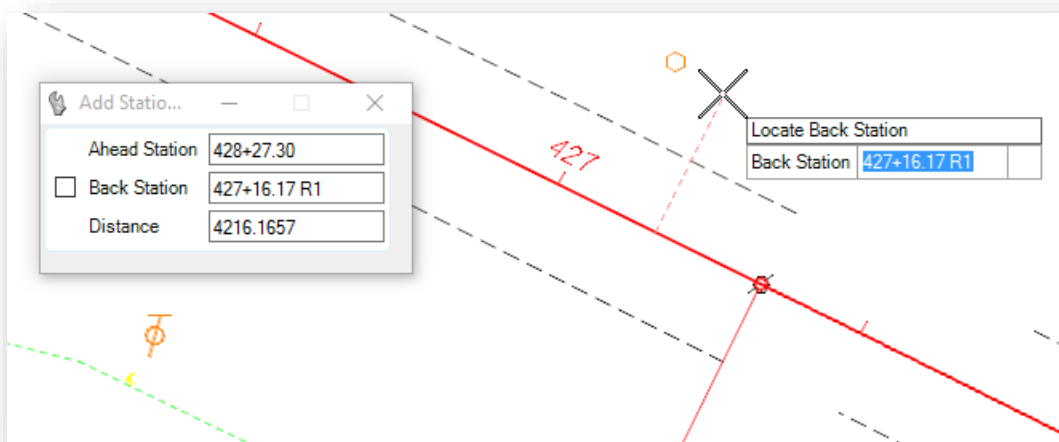 Add Statio...
Ahead Station 428+27.30
Back Station 427+16.17 R1
Distance 4216.1657
427
Locate Back Station
Back Station 427+16.17 R1